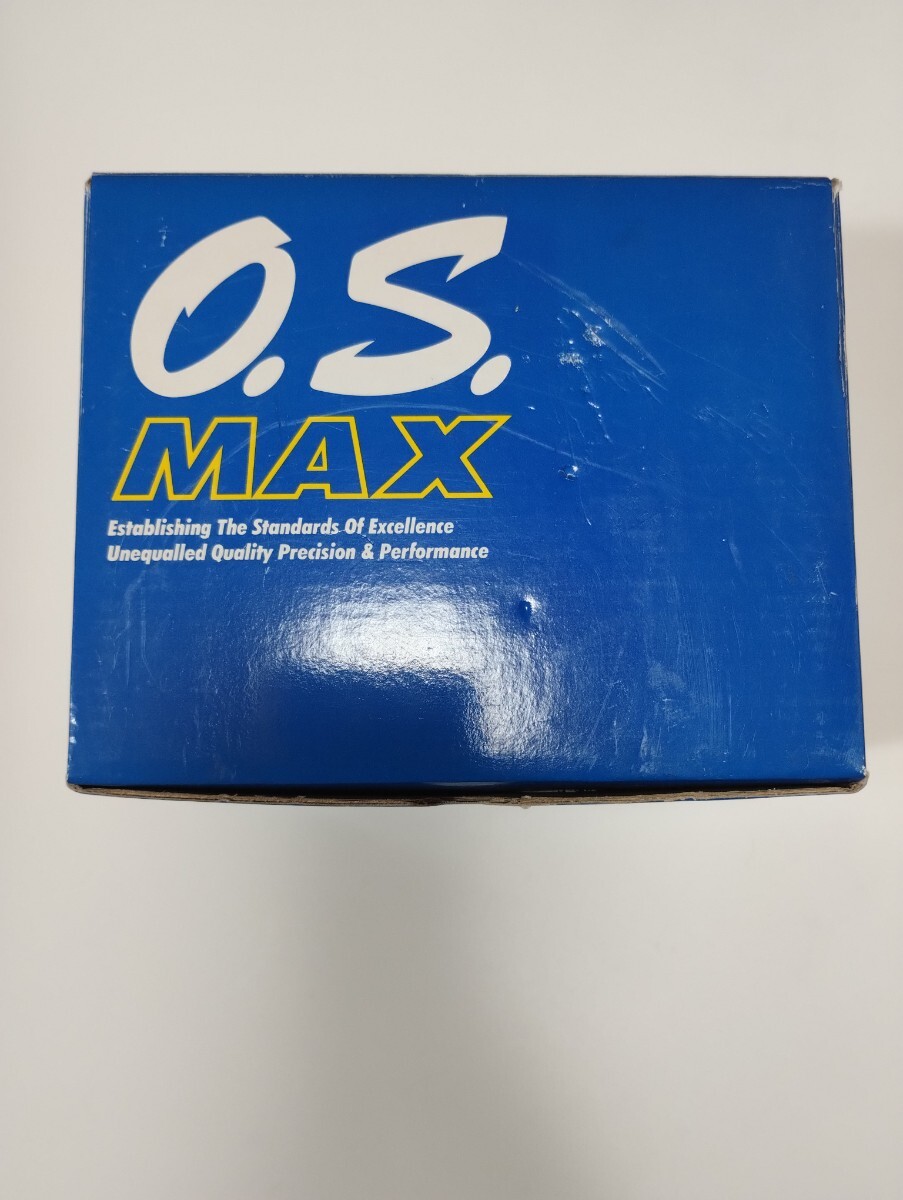 O.S.
MAX
Establishing The Standards Of Excellence
Unequalled Quality Precision & Performance